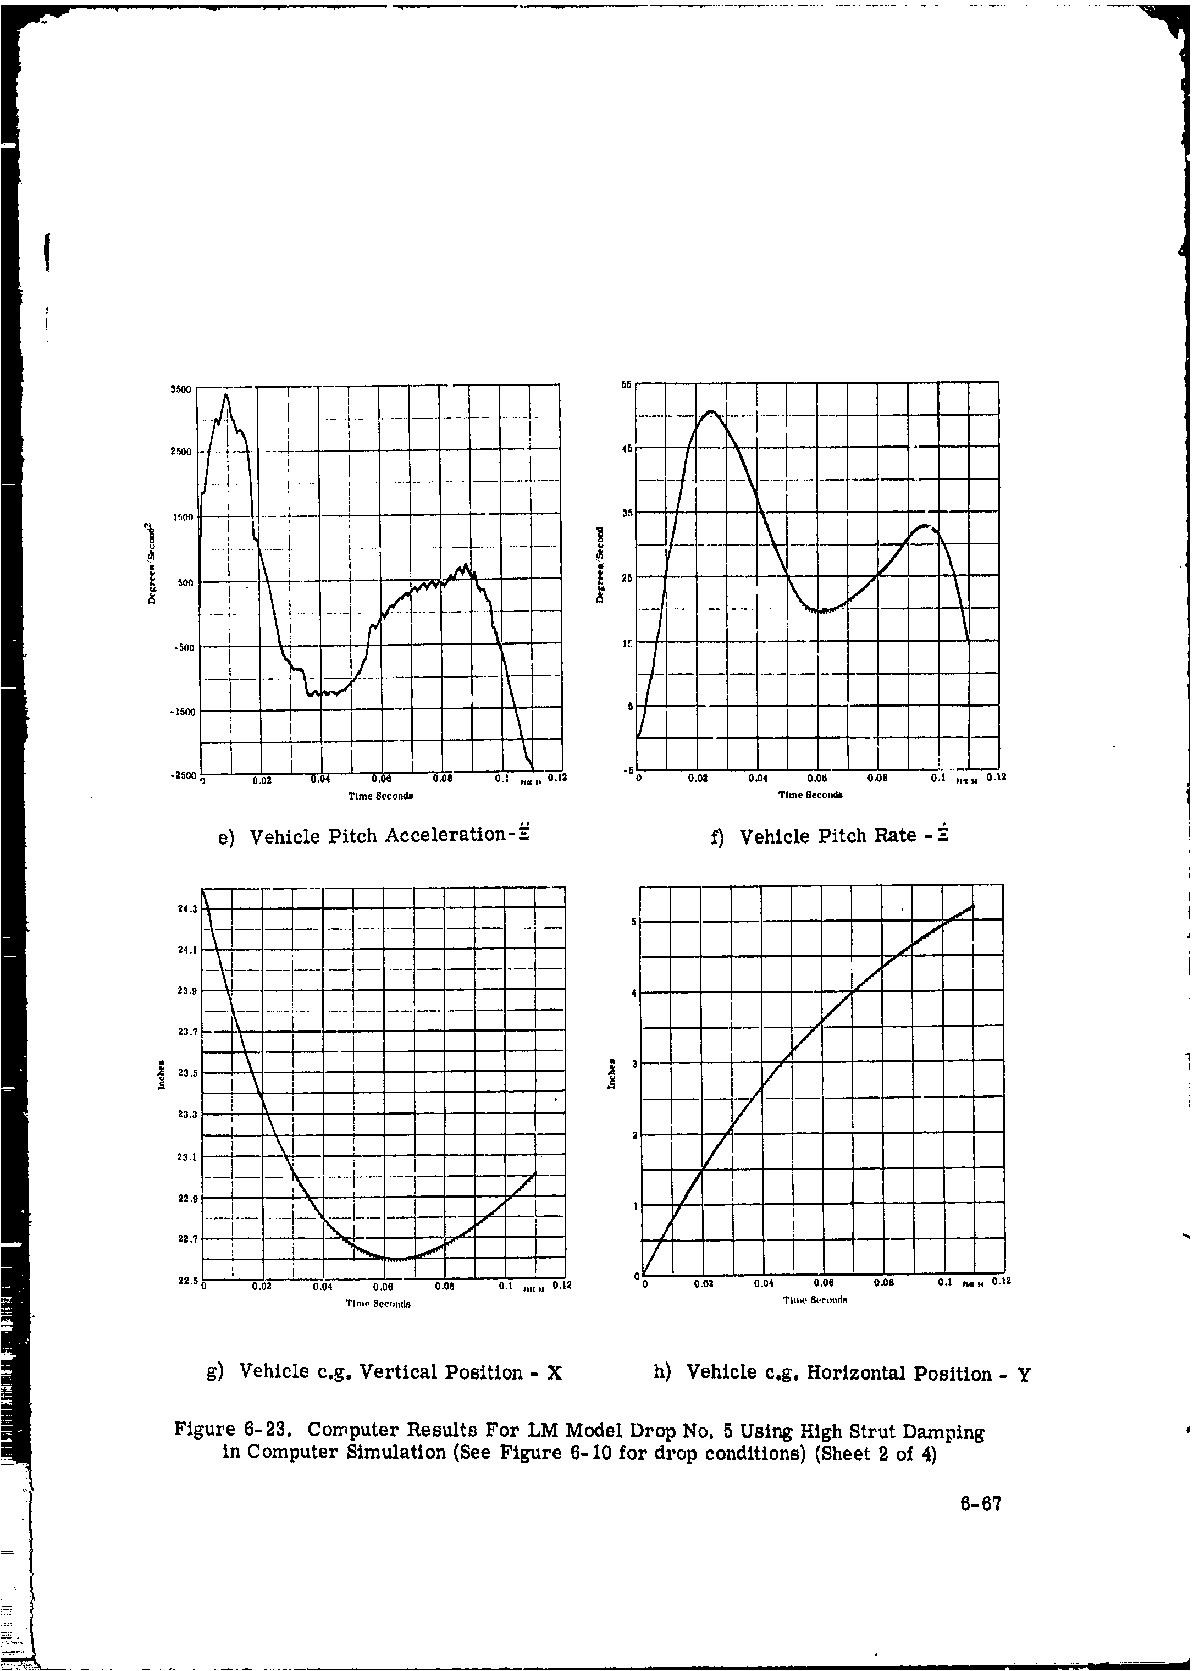 3500
2500
1500
500
-500
-1500
-2500
Degrees/Second²
0 0.02 0.04 0.06 0.08 0.1 0.12
Time Seconds
e) Vehicle Pitch Acceleration-Ξ̈
55
45
35
25
15
5
-5
Degrees/Second
0 0.02 0.04 0.06 0.08 0.1 0.12
Time Seconds
f) Vehicle Pitch Rate - Ξ̇
24.3
24.1
23.9
23.7
23.5
23.3
23.1
22.9
22.7
22.5
Inches
0 0.02 0.04 0.06 0.08 0.1 0.12
Time Seconds
g) Vehicle c.g. Vertical Position - X
5
4
3
2
1
0
Inches
0 0.02 0.04 0.06 0.08 0.1 0.12
Time Seconds
h) Vehicle c.g. Horizontal Position - Y
Figure 6-23. Computer Results For LM Model Drop No. 5 Using High Strut Damping
in Computer Simulation (See Figure 6-10 for drop conditions) (Sheet 2 of 4)
6-67